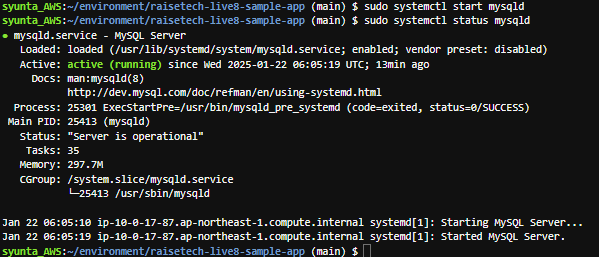 syunta_AWS:~/environment/raisetech-live8-sample-app (main) $ sudo systemctl start mysqld
syunta_AWS:~/environment/raisetech-live8-sample-app (main) $ sudo systemctl status mysqld
● mysqld.service - MySQL Server
   Loaded: loaded (/usr/lib/systemd/system/mysqld.service; enabled; vendor preset: disabled)
   Active: active (running) since Wed 2025-01-22 06:05:19 UTC; 13min ago
     Docs: man:mysqld(8)
           http://dev.mysql.com/doc/refman/en/using-systemd.html
  Process: 25301 ExecStartPre=/usr/bin/mysqld_pre_systemd (code=exited, status=0/SUCCESS)
 Main PID: 25413 (mysqld)
   Status: "Server is operational"
    Tasks: 35
   Memory: 297.7M
   CGroup: /system.slice/mysqld.service
           └─25413 /usr/sbin/mysqld

Jan 22 06:05:10 ip-10-0-17-87.ap-northeast-1.compute.internal systemd[1]: Starting MySQL Server...
Jan 22 06:05:19 ip-10-0-17-87.ap-northeast-1.compute.internal systemd[1]: Started MySQL Server.
syunta_AWS:~/environment/raisetech-live8-sample-app (main) $